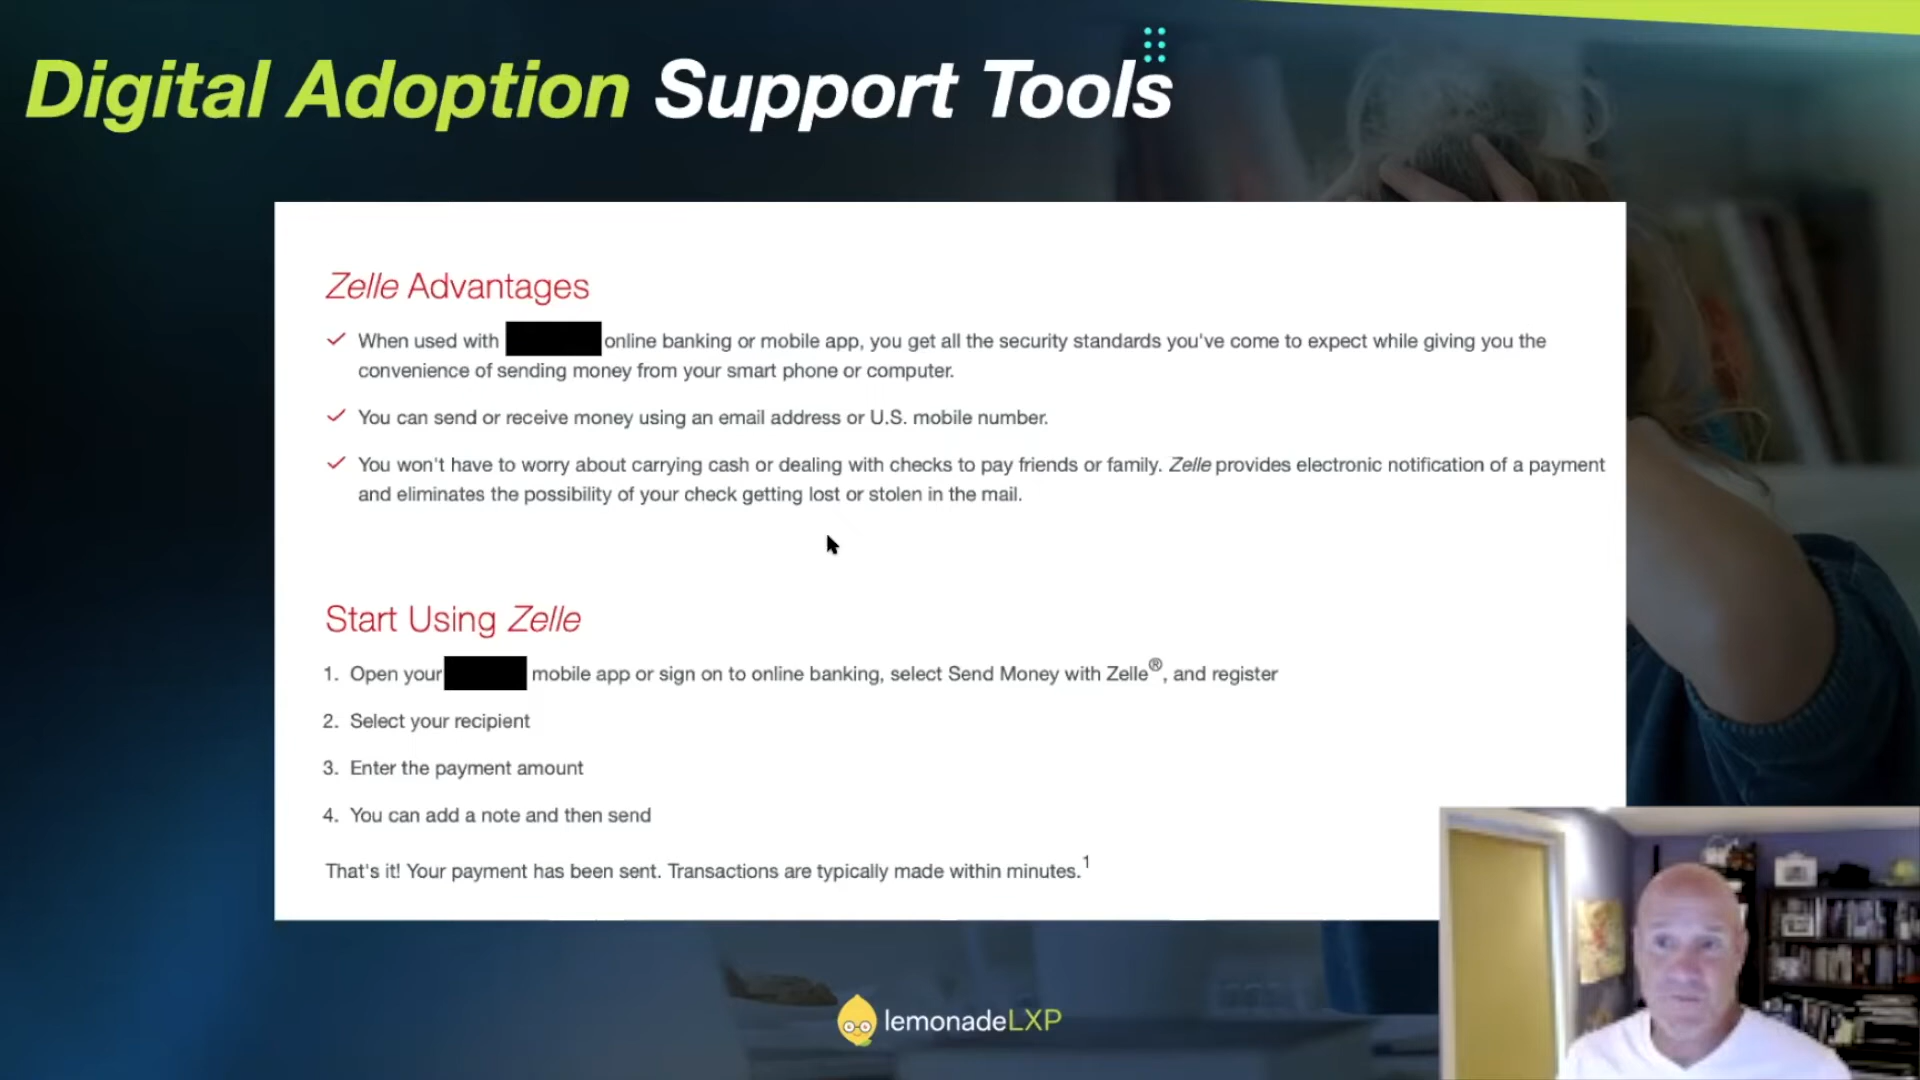 Digital Adoption Support Tools
Zelle Advantages
When used with online banking or mobile app, you get all the security standards you've come to expect while giving you the
convenience of sending money from your smart phone or computer.
You can send or receive money using an email address or U.S. mobile number.
You won't have to worry about carrying cash or dealing with checks to pay friends or family. Zelle provides electronic notification of a payment
and eliminates the possibility of your check getting lost or stolen in the mail.
Start Using Zelle
1. Open your mobile app or sign on to online banking, select Send Money with Zelle®, and register
2. Select your recipient
3. Enter the payment amount
4. You can add a note and then send
That's it! Your payment has been sent. Transactions are typically made within minutes.1
lemonadeLXP